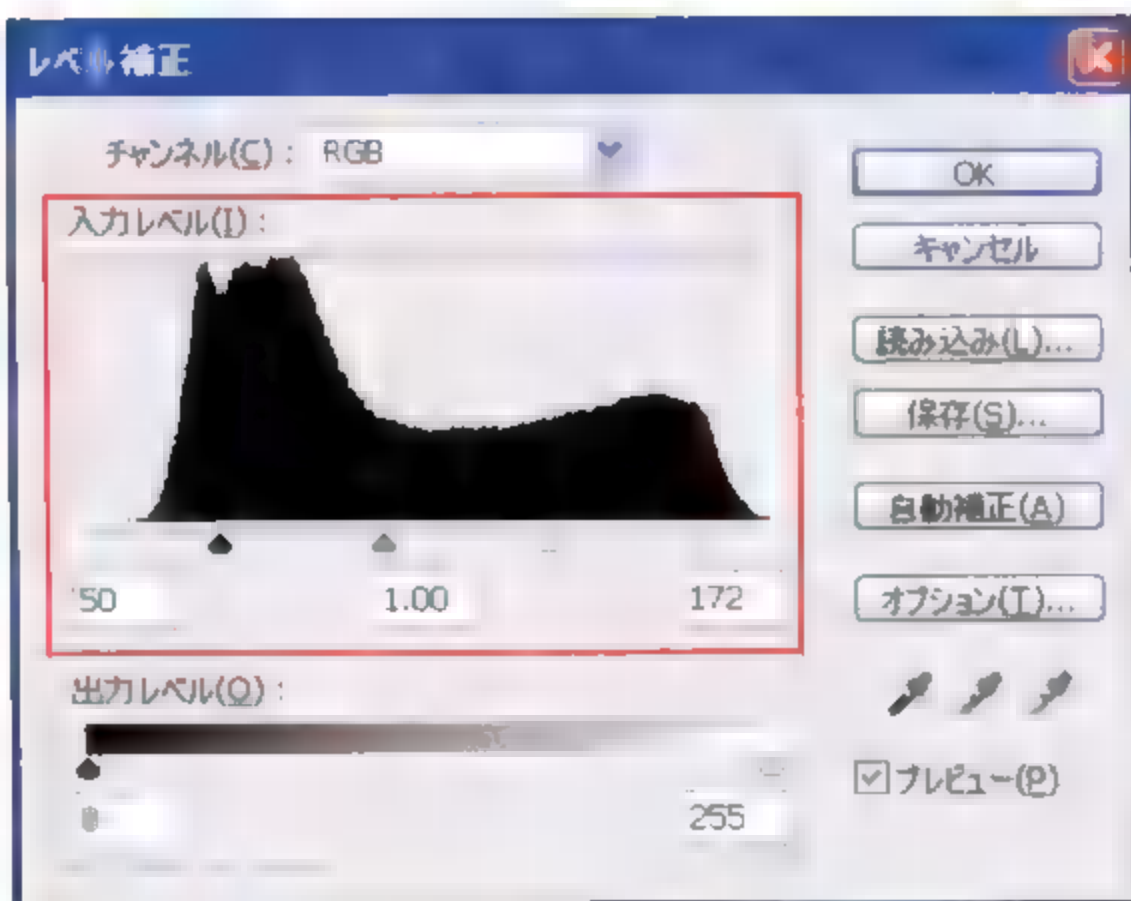 レベル補正
チャンネル(C): RGB
入力レベル(I):
50 1.00 172
出力レベル(O):
0 255
OK
キャンセル
読み込み(L)...
保存(S)...
自動補正(A)
オプション(T)...
プレビュー(P)